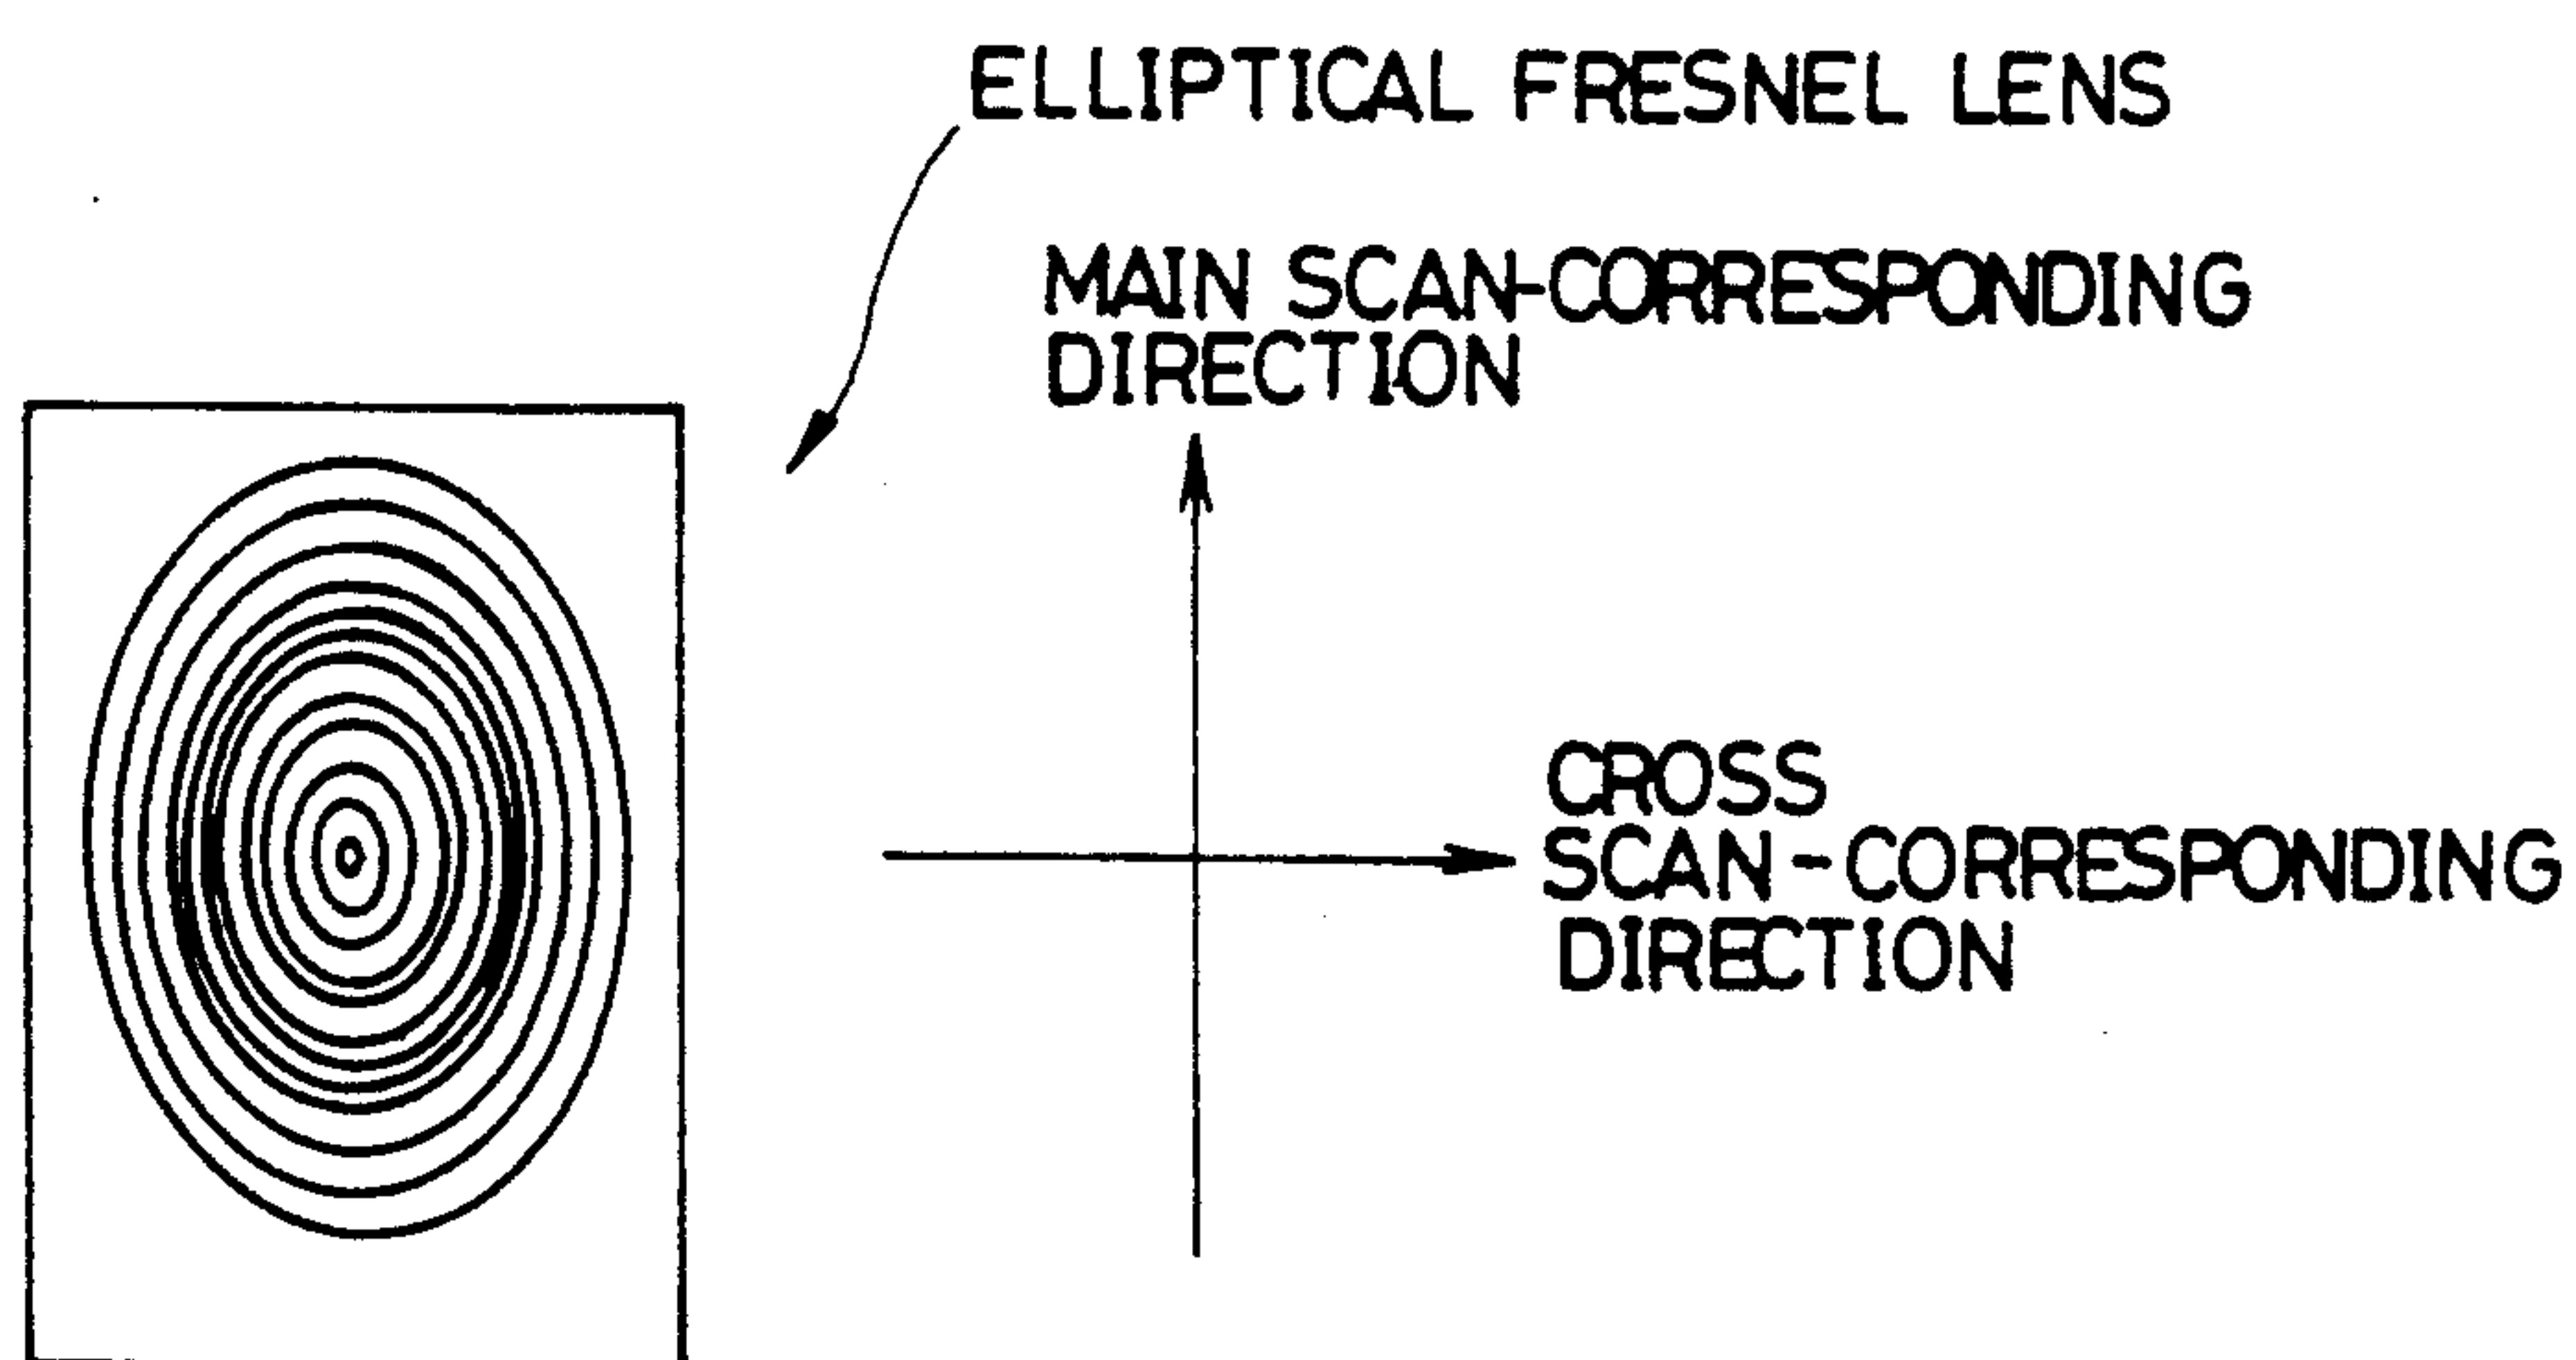 ELLIPTICAL FRESNEL LENS
MAIN SCAN-CORRESPONDING
DIRECTION
CROSS
SCAN-CORRESPONDING
DIRECTION